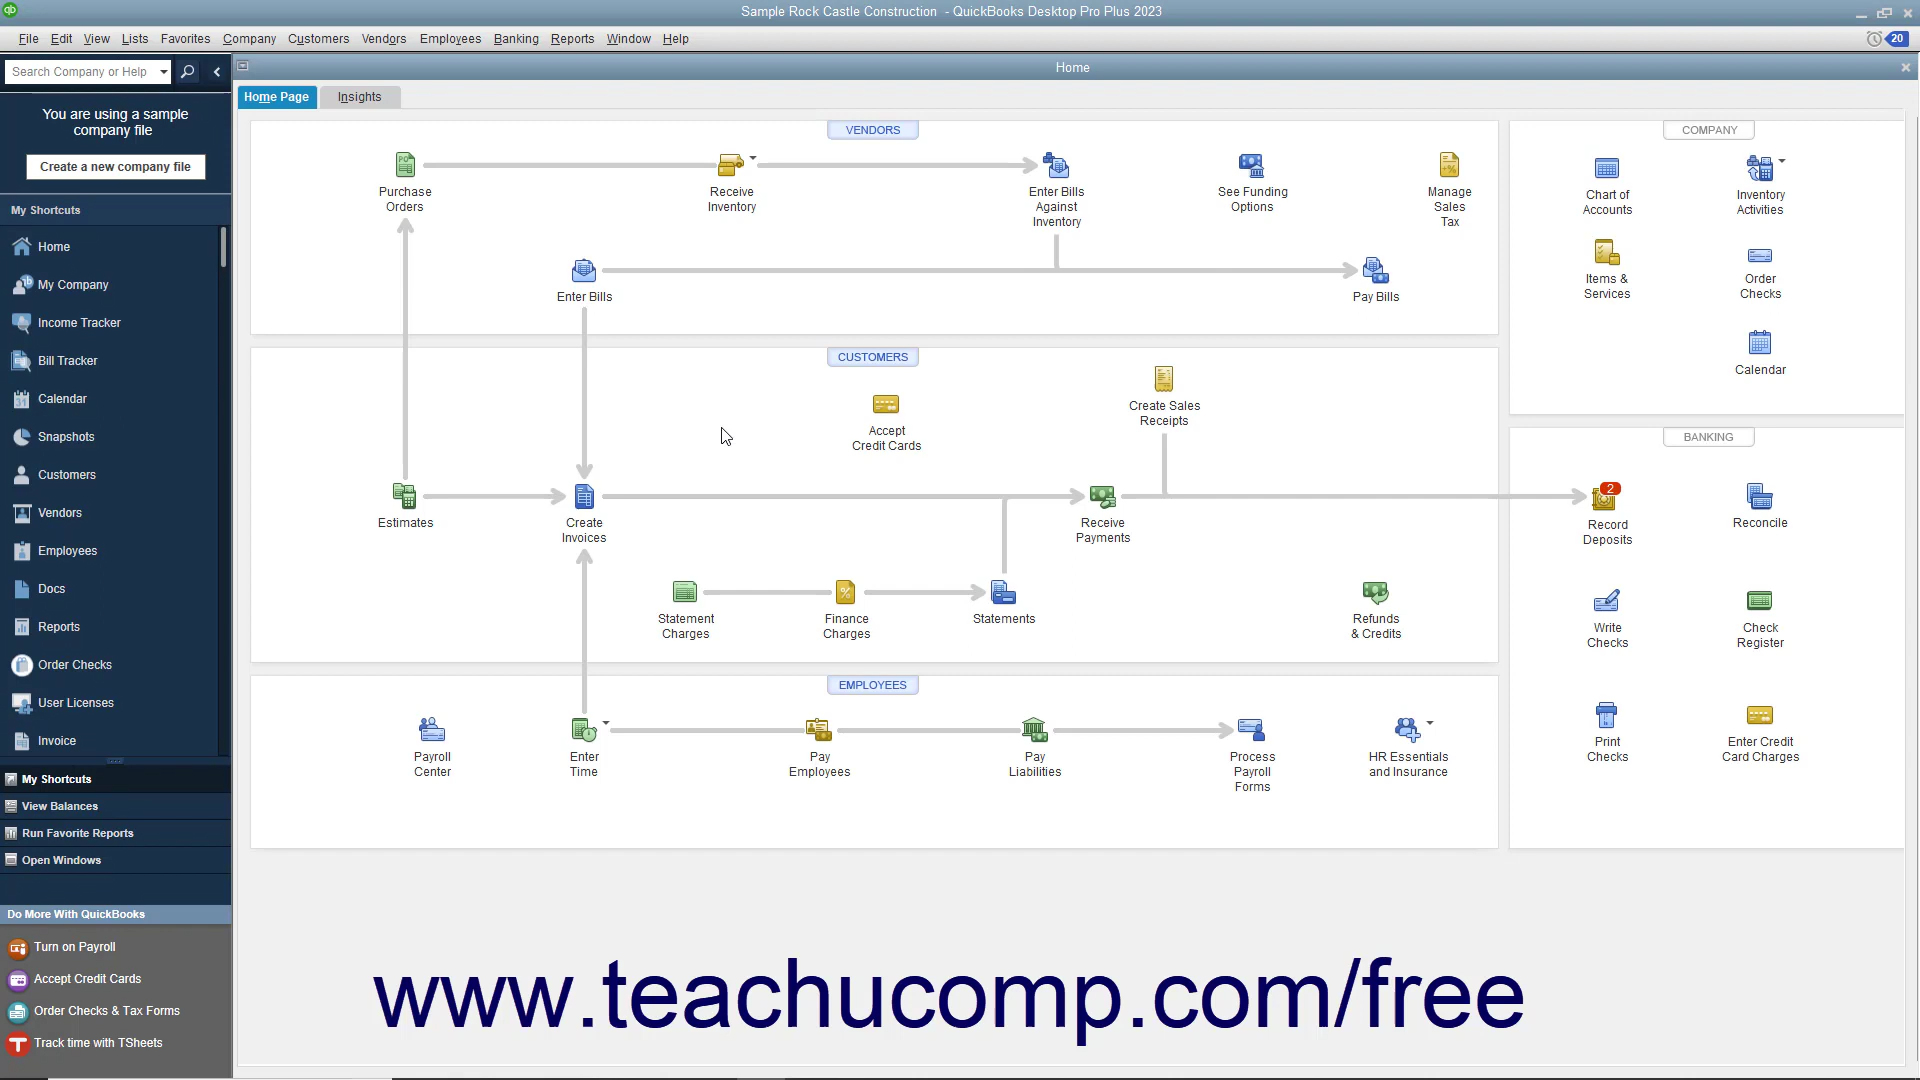 Sample Rock Castle Construction - QuickBooks Desktop Pro Plus 2023
File Edit View Lists Favorites Company Customers Vendors Employees Banking Reports Window Help
20
Search Company or Help
Home
Home Page
Insights
You are using a sample
company file
Create a new company file
My Shortcuts
Home
My Company
Income Tracker
Bill Tracker
31
Calendar
Snapshots
Customers
Vendors
Employees
Docs
Reports
Order Checks
User Licenses
Invoice
My Shortcuts
View Balances
Run Favorite Reports
Open Windows
Do More With QuickBooks
Turn on Payroll
Accept Credit Cards
Order Checks & Tax Forms
Track time with TSheets
VENDORS
PO
Purchase
Orders
Receive
Inventory
Enter Bills
Against
Inventory
See Funding
Options
Manage
Sales
Tax
Enter Bills
Pay Bills
CUSTOMERS
Accept
Credit Cards
Create Sales
Receipts
Estimates
Create
Invoices
Receive
Payments
Statement
Charges
Finance
Charges
Statements
Refunds
& Credits
EMPLOYEES
Payroll
Center
Enter
Time
Pay
Employees
Pay
Liabilities
Process
Payroll
Forms
HR Essentials
and Insurance
COMPANY
Chart of
Accounts
Inventory
Activities
Items &
Services
Order
Checks
Calendar
BANKING
2
Record
Deposits
Reconcile
Write
Checks
Check
Register
Print
Checks
Enter Credit
Card Charges
www.teachucomp.com/free